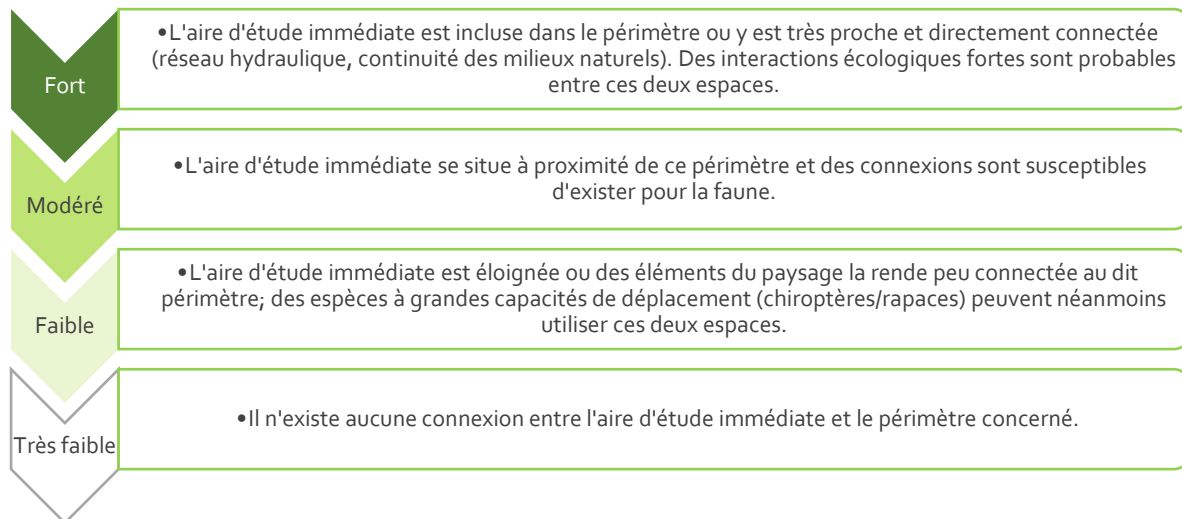 Fort
•L'aire d'étude immédiate est incluse dans le périmètre ou y est très proche et directement connectée
(réseau hydraulique, continuité des milieux naturels). Des interactions écologiques fortes sont probables
entre ces deux espaces.
Modéré
•L'aire d'étude immédiate se situe à proximité de ce périmètre et des connexions sont susceptibles
d'exister pour la faune.
Faible
•L'aire d'étude immédiate est éloignée ou des éléments du paysage la rende peu connectée au dit
périmètre; des espèces à grandes capacités de déplacement (chiroptères/rapaces) peuvent néanmoins
utiliser ces deux espaces.
Très faible
•Il n'existe aucune connexion entre l'aire d'étude immédiate et le périmètre concerné.